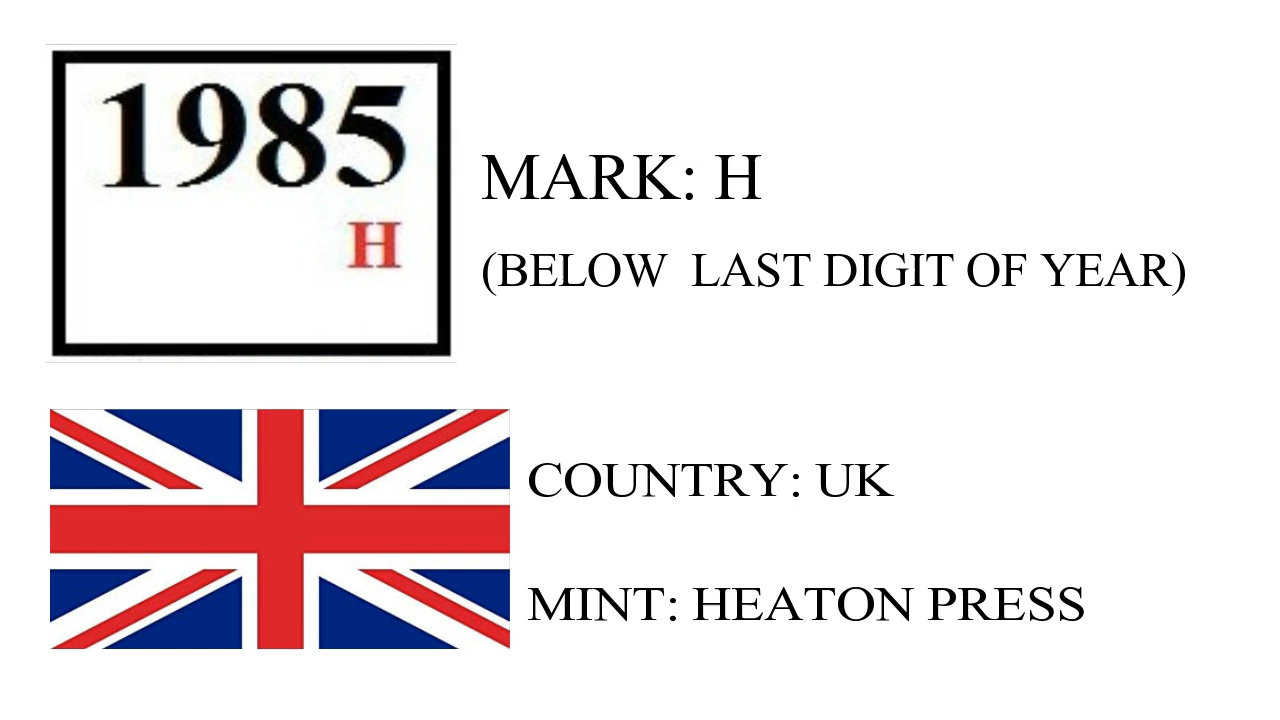 1985
H
MARK: H
(BELOW LAST DIGIT OF YEAR)
COUNTRY: UK
MINT: HEATON PRESS